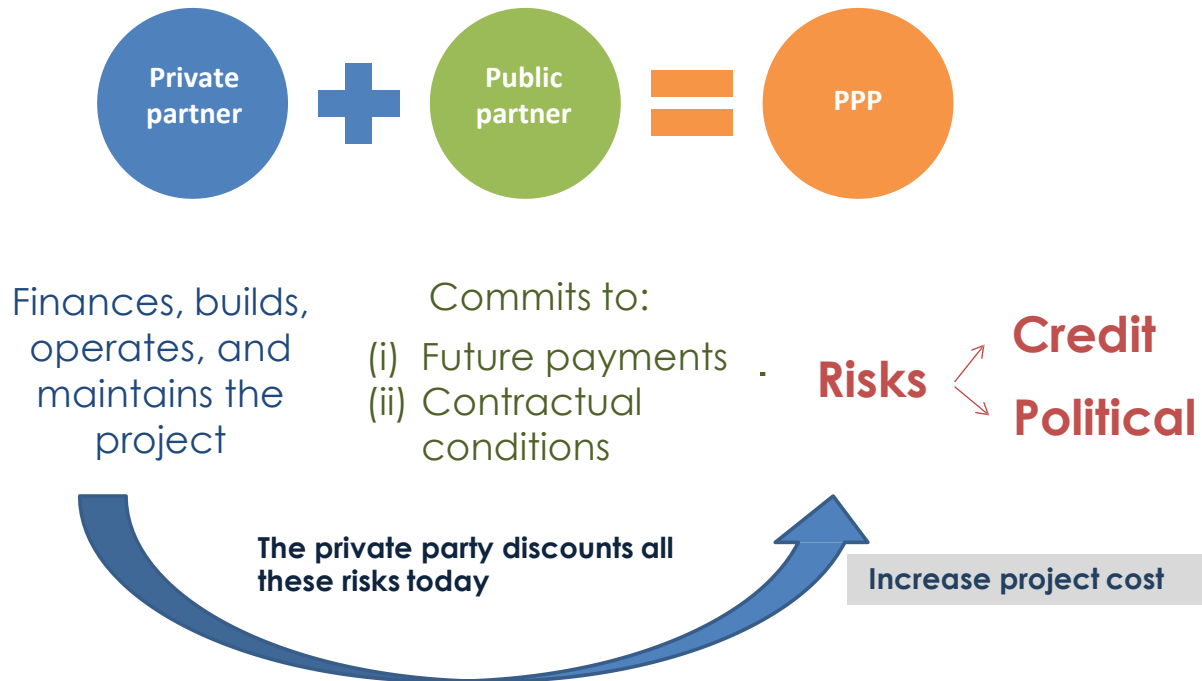 Private
partner
Public
partner
PPP
Finances, builds,
operates, and
maintains the
project
Commits to:
(i) Future payments
(ii) Contractual
conditions
.
Risks
Credit
Political
The private party discounts all
these risks today
Increase project cost